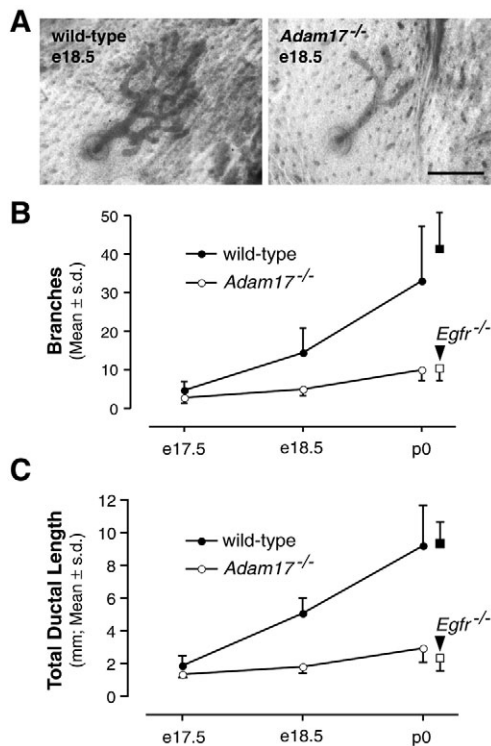 A
wild-type
e18.5
Adam17-/-
e18.5
B
Branches
(Mean ± s.d.)
50
40
30
20
10
0
wild-type
Adam17-/-
Egfr-/-
e17.5
e18.5
p0
C
Total Ductal Length
(mm; Mean ± s.d.)
12
10
8
6
4
2
0
wild-type
Adam17-/-
Egfr-/-
e17.5
e18.5
p0